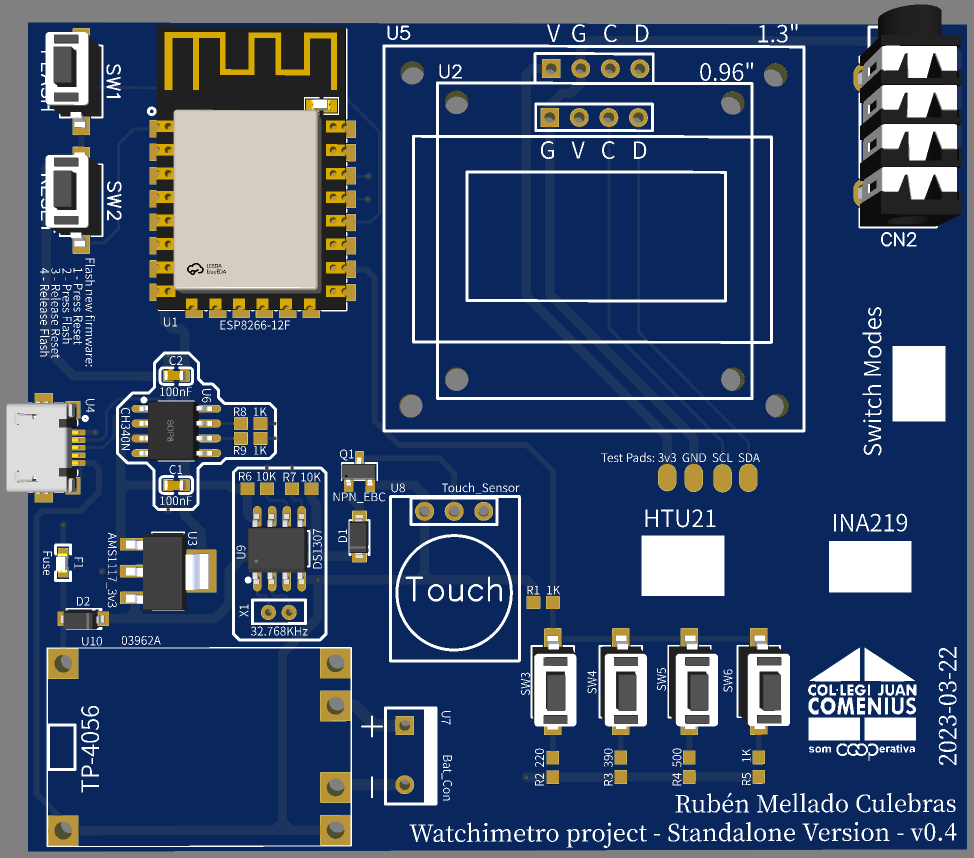 U5
V G C D
1.3"
U2
0.96"
G V C D
SW1
SW2
CN2
LCEDA
EasyEDA
U1
ESP8266-12F
Flash new firmware:
1 - Press Reset
2 - Press Flash
3 - Release Reset
4 - Release Flash
Switch Modes
C2
100nF
U4
U6
CH340N
SOP8
R8 1K
R9 1K
C1
100nF
R6 10K R7 10K
Q1
NPN_EBC
U8
Touch_Sensor
Test Pads: 3v3 GND SCL SDA
HTU21
INA219
AMS1117_3v3
U3
U9
DS1307
D1
Fuse
F1
Touch
R1 1K
X1
32.768KHz
D2
U10
03962A
TP-4056
U7
Bat_Con
+
-
SW3
SW4
SW5
SW6
R2 220
R3 390
R4 500
R5 1K
COL·LEGI JUAN
COMENIUS
som COOperativa
2023-03-22
Rubén Mellado Culebras
Watchimetro project - Standalone Version - v0.4